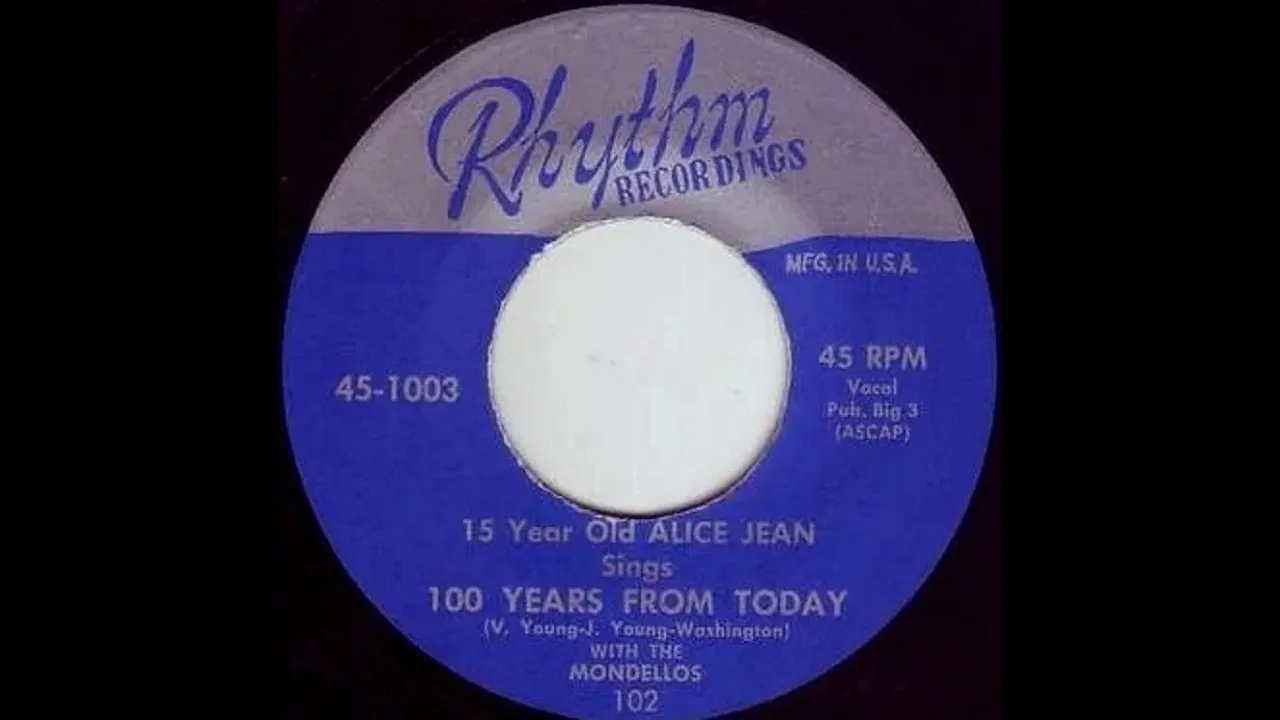 Rhythm
RECORDINGS
MFG. IN U.S.A.
45-1003
45 RPM
Vocal
Pub. Big 3
(ASCAP)
15 Year Old ALICE JEAN
Sings
100 YEARS FROM TODAY
(V. Young-J. Young-Washington)
WITH THE
MONDELLOS
102